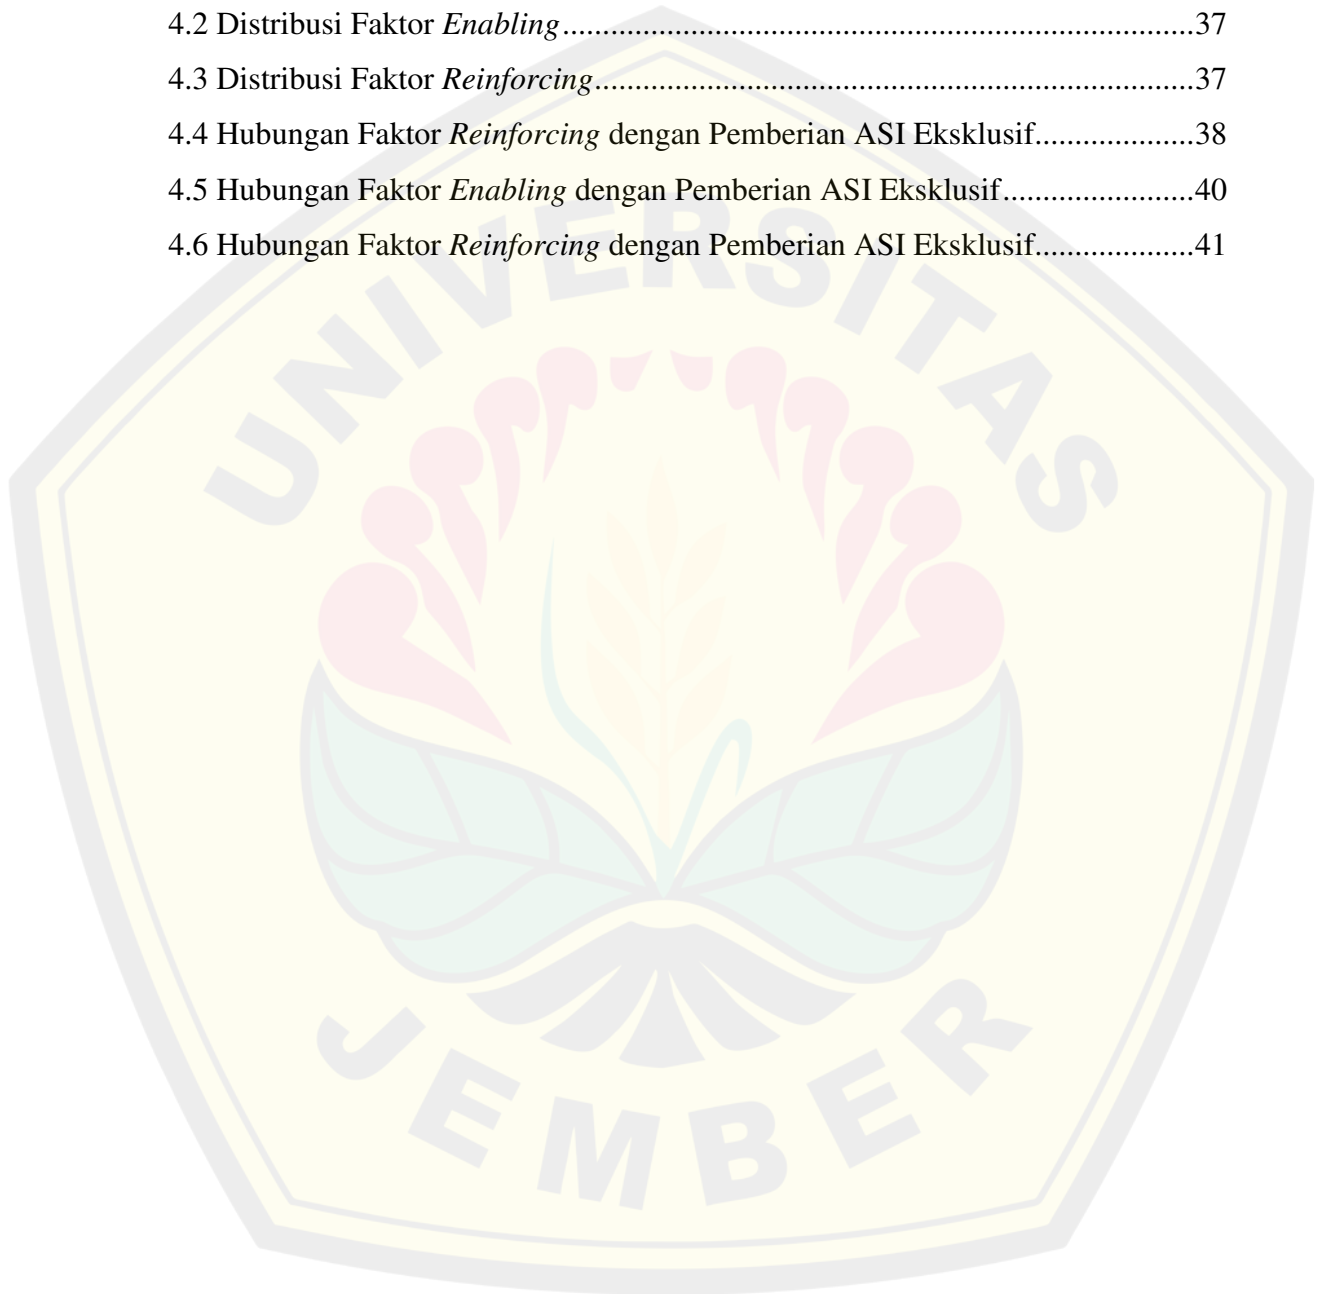 4.2 Distribusi Faktor Enabling..............................................................................37
4.3 Distribusi Faktor Reinforcing..........................................................................37
4.4 Hubungan Faktor Reinforcing dengan Pemberian ASI Eksklusif....................38
4.5 Hubungan Faktor Enabling dengan Pemberian ASI Eksklusif........................40
4.6 Hubungan Faktor Reinforcing dengan Pemberian ASI Eksklusif....................41
UNIVERSITAS
JEMBER